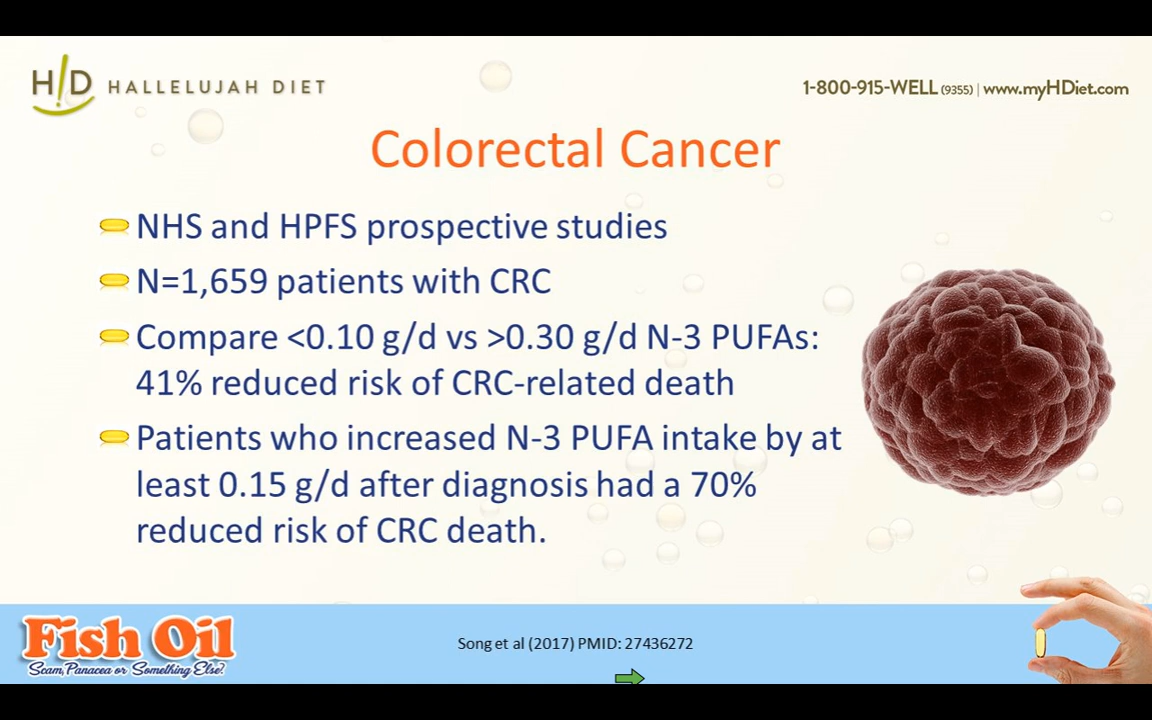 H!D HALLELUJAH DIET
1-800-915-WELL (9355) | www.myHDiet.com
Colorectal Cancer
NHS and HPFS prospective studies
N=1,659 patients with CRC
Compare <0.10 g/d vs >0.30 g/d N-3 PUFAs:
41% reduced risk of CRC-related death
Patients who increased N-3 PUFA intake by at
least 0.15 g/d after diagnosis had a 70%
reduced risk of CRC death.
Fish Oil
Scam, Panacea or Something Else?
Song et al (2017) PMID: 27436272